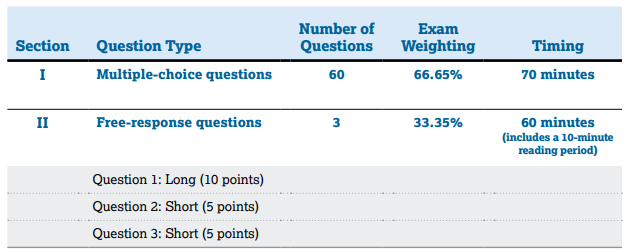 Section Question Type Number of Questions Exam Weighting Timing
I Multiple-choice questions 60 66.65% 70 minutes
II Free-response questions 3 33.35% 60 minutes
(includes a 10-minute
reading period)
Question 1: Long (10 points)
Question 2: Short (5 points)
Question 3: Short (5 points)